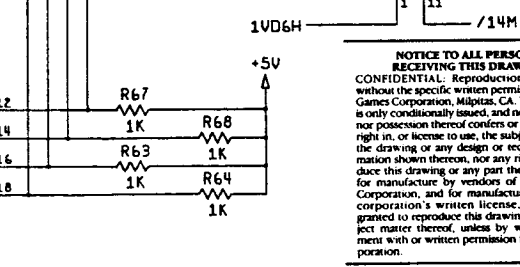 1 11
1VD6H /14M
+5V
R67
1K
R68
1K
R63
1K
R64
1K
12
14
16
18
NOTICE TO ALL PERSO
RECEIVING THIS DRAW
CONFIDENTIAL: Reproduction
without the specific written permi
Games Corporation, Milpitas, CA.
is only conditionally issued, and n
nor possession thereof confers or
right in, or license to use, the subj
the drawing or any design or tec
mation shown thereon, nor any ri
duce this drawing or any part the
for manufacture by vendors of
Corporation, and for manufactu
corporation's written license,
granted to reproduce this drawin
ject matter thereof, unless by w
ment with or written permission
poration.